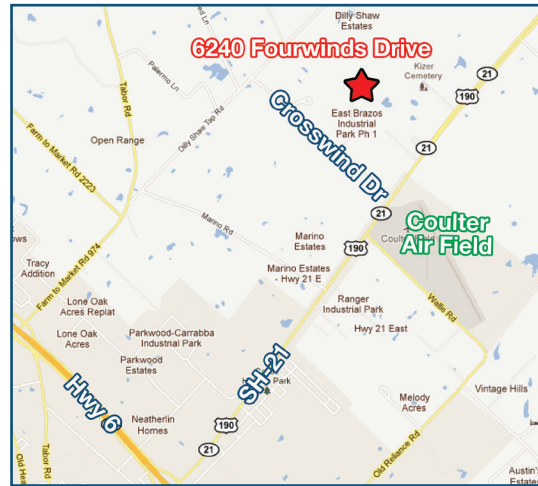 Dilly Shaw
Estates
6240 Fourwinds Drive
Kizer
Cemetery
21
190
Palermo Ln
Tabor Rd
East Brazos
Industrial
Park Ph 1
Crosswind Dr
Dilly Shaw Tap Rd
Open Range
21
Farm to Market Rd 2223
21
Coulter
Air Field
Marino Rd
Marino
Estates
190
Tracy
Addition
Farm to Market Rd 974
Marino Estates
- Hwy 21 E
Wallis Rd
Lone Oak
Acres Replat
Ranger
Industrial Park
Lone Oak
Acres
Parkwood-Carrabba
Industrial Park
Hwy 21 East
Parkwood
Estates
SH-21
Park
Hwy 6
Melody
Acres
Vintage Hills
190
Neatherlin
Homes
21
Tabor Rd
Old Reliance Rd
Austin's
Estates